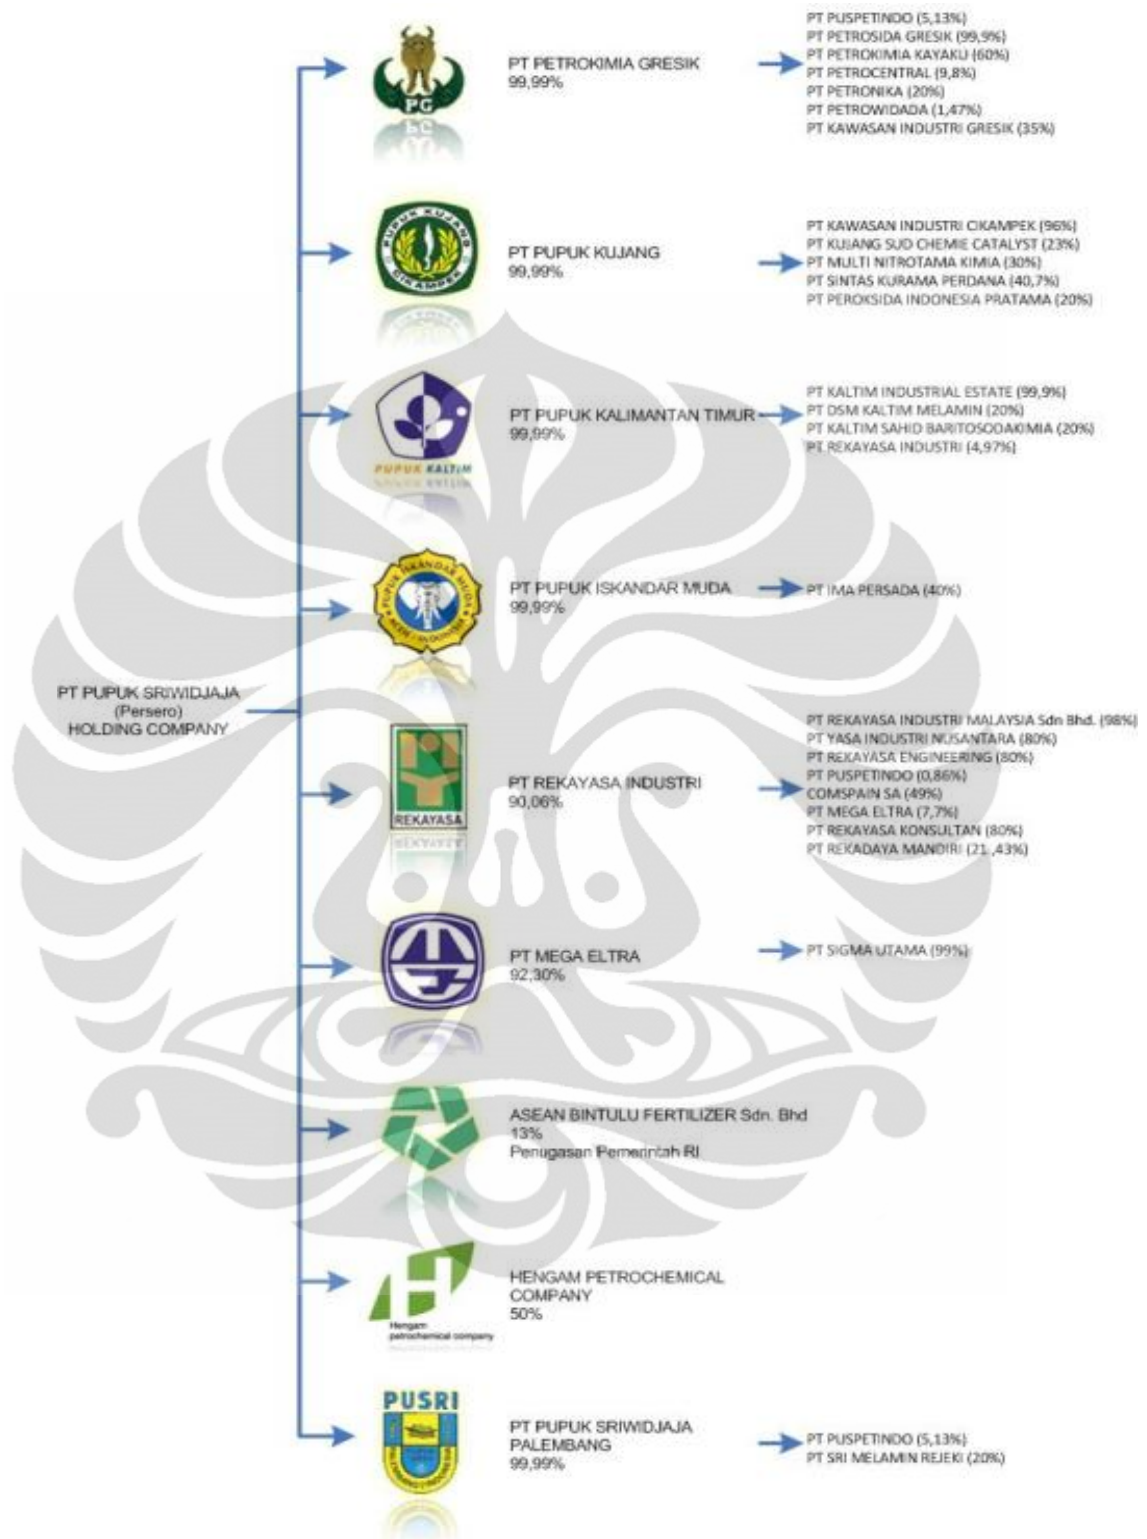 PT PUPUK SRIWIDJAJA
(Persero)
HOLDING COMPANY
PG
PT PETROKIMIA GRESIK
99,99%
PT PUSPETINDO (5,13%)
PT PETROSIDA GRESIK (99,9%)
PT PETROKIMIA KAYAKU (60%)
PT PETROCENTRAL (9,8%)
PT PETRONIKA (20%)
PT PETROWIDADA (1,47%)
PT KAWASAN INDUSTRI GRESIK (35%)
PUPUK KUJANG
CIKAMPEK
PT PUPUK KUJANG
99,99%
PT KAWASAN INDUSTRI CIKAMPEK (96%)
PT KUJANG SUD CHEMIE CATALYST (23%)
PT MULTI NITROTAMA KIMIA (30%)
PT SINTAS KURAMA PERDANA (40,7%)
PT PEROKSIDA INDONESIA PRATAMA (20%)
PUPUK KALTIM
PT PUPUK KALIMANTAN TIMUR
99,99%
PT KALTIM INDUSTRIAL ESTATE (99,9%)
PT DSM KALTIM MELAMIN (20%)
PT KALTIM SAHID BARITOSODAKIMIA (20%)
PT REKAYASA INDUSTRI (4,97%)
PUPUK ISKANDAR MUDA
ACEH - INDONESIA
PT PUPUK ISKANDAR MUDA
99,99%
PT IMA PERSADA (40%)
REKAYASA
PT REKAYASA INDUSTRI
90,06%
PT REKAYASA INDUSTRI MALAYSIA Sdn Bhd. (98%)
PT YASA INDUSTRI NUSANTARA (80%)
PT REKAYASA ENGINEERING (80%)
PT PUSPETINDO (0,86%)
COMSPAIN SA (49%)
PT MEGA ELTRA (7,7%)
PT REKAYASA KONSULTAN (80%)
PT REKADAYA MANDIRI (21 ,43%)
PT MEGA ELTRA
92,30%
PT SIGMA UTAMA (99%)
ASEAN BINTULU FERTILIZER Sdn. Bhd
13%
Penugasan Pemerintah RI
H
Hengam
petrochemical company
HENGAM PETROCHEMICAL
COMPANY
50%
PUSRI
PALEMBANG INDONESIA
PT PUPUK SRIWIDJAJA
PALEMBANG
99,99%
PT PUSPETINDO (5,13%)
PT SRI MELAMIN REJEKI (20%)